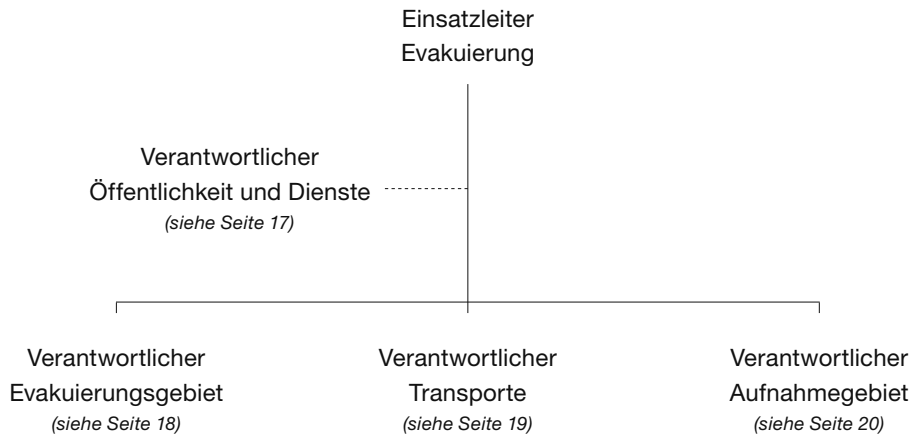 Einsatzleiter
Evakuierung
Verantwortlicher
Öffentlichkeit und Dienste
(siehe Seite 17)
Verantwortlicher
Evakuierungsgebiet
(siehe Seite 18)
Verantwortlicher
Transporte
(siehe Seite 19)
Verantwortlicher
Aufnahmegebiet
(siehe Seite 20)